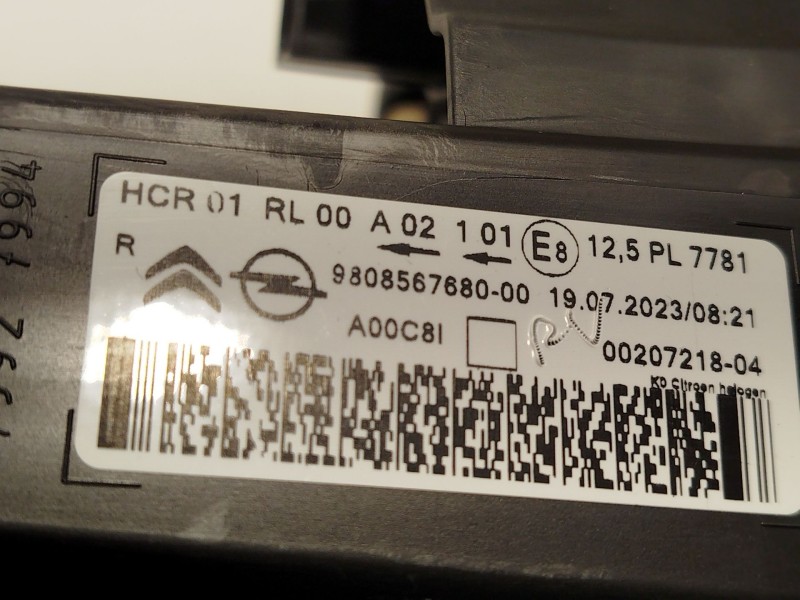 HCR 01 RL 00 A 02 1 01 E8 12,5 PL 7781
R
9808567680-00 19.07.2023/08:21
A00C8I
00207218-04
K0 Citroen halogen